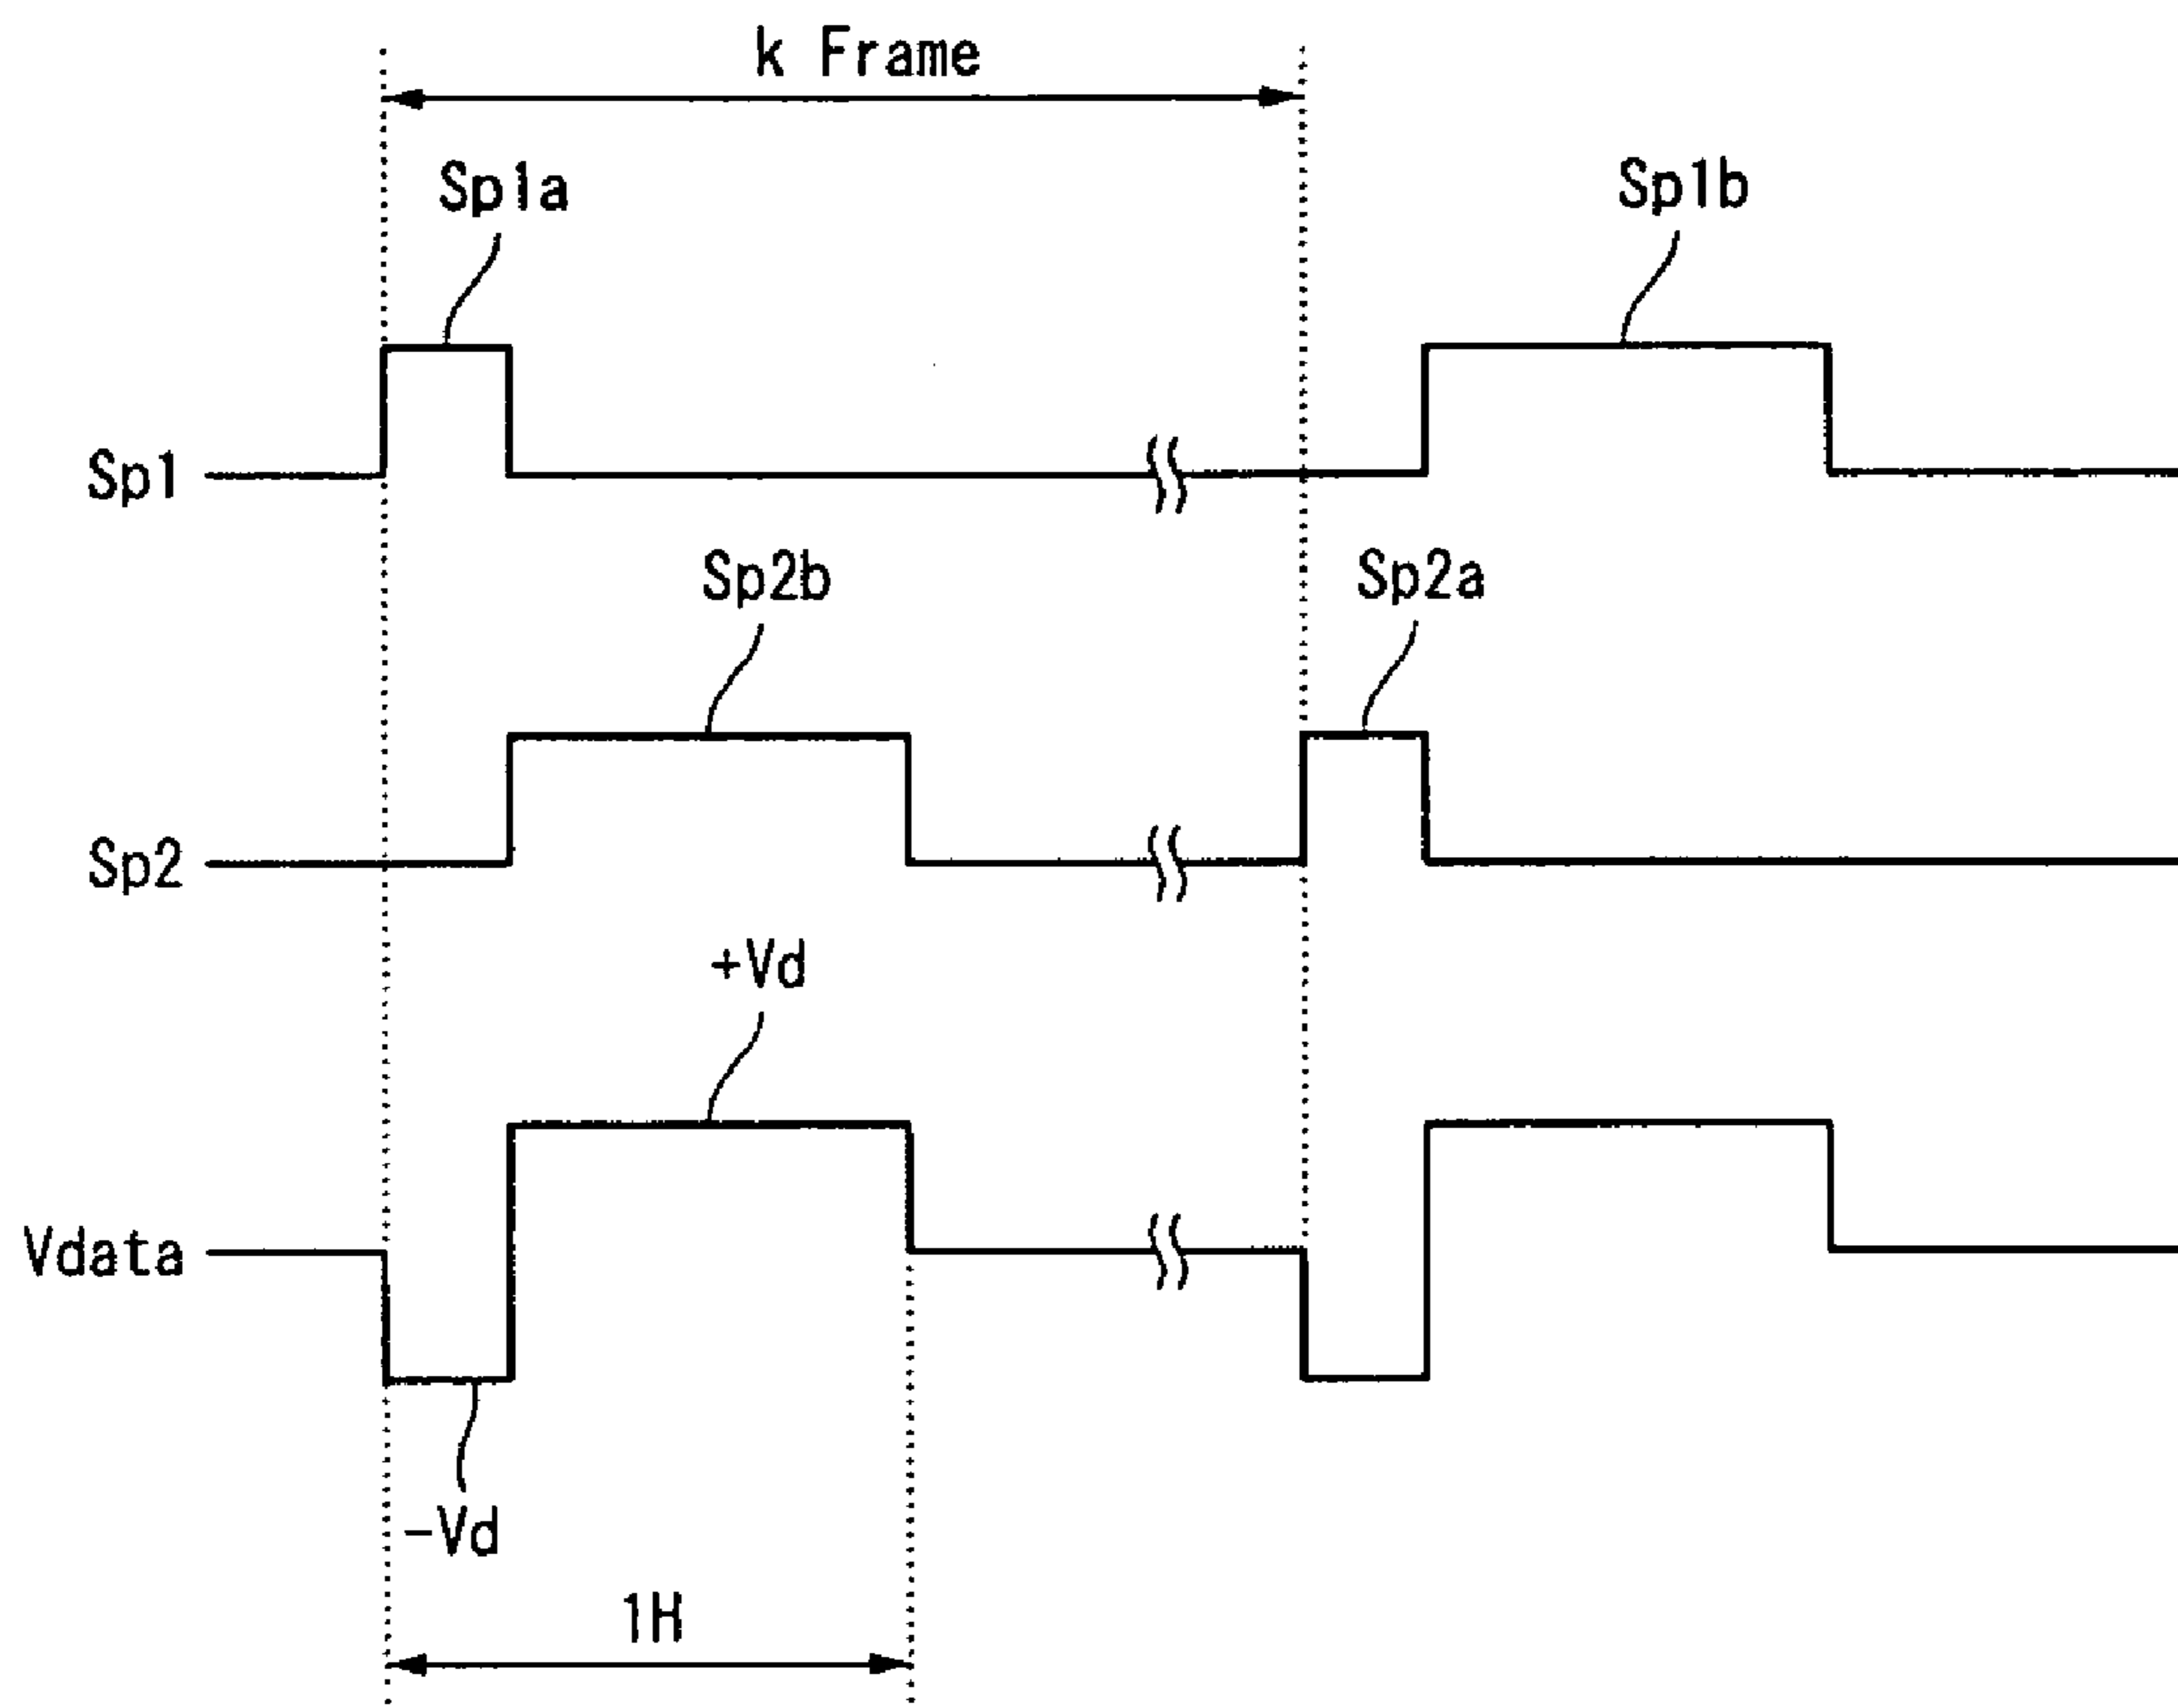 k Frame
Sp1a
Sp1b
Sp1
Sp2b
Sp2a
Sp2
+Vd
Vdata
-Vd
1H